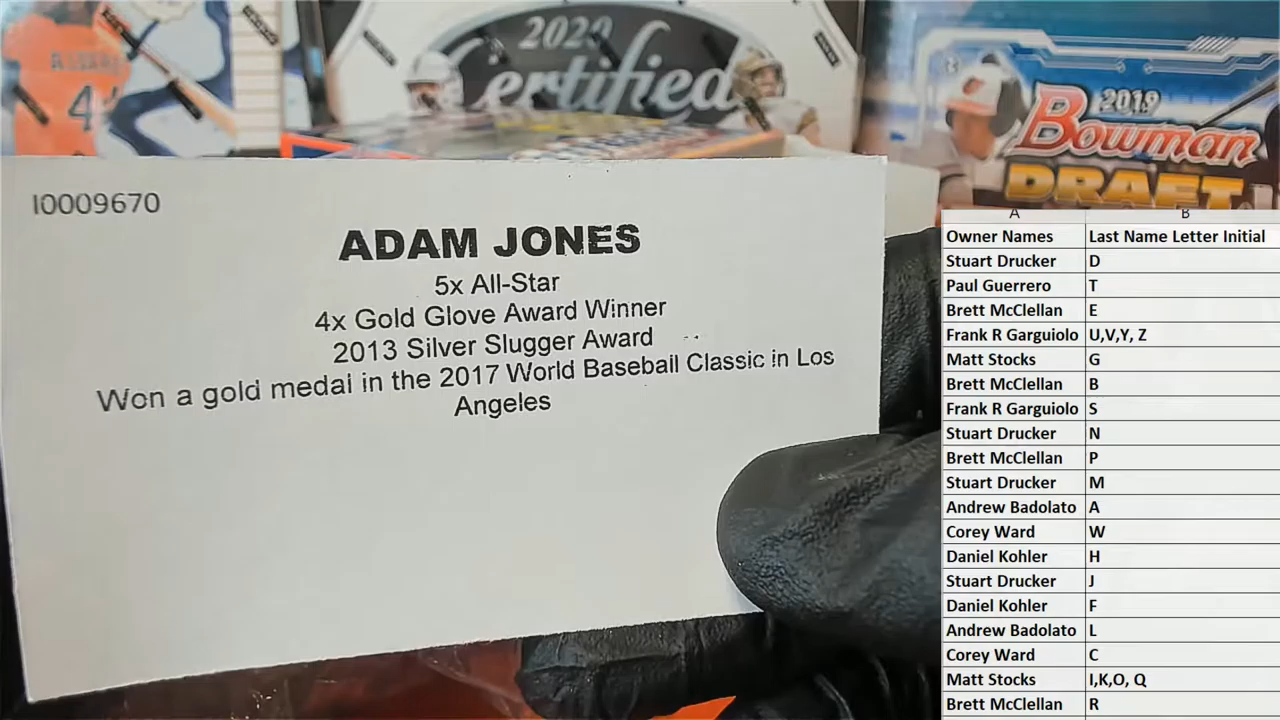 2020
Certified
2019
Bowman
DRAFT
I0009670
ADAM JONES
5x All-Star
4x Gold Glove Award Winner
2013 Silver Slugger Award
Won a gold medal in the 2017 World Baseball Classic in Los
Angeles
A B
Owner Names Last Name Letter Initial
Stuart Drucker D
Paul Guerrero T
Brett McClellan E
Frank R Garguiolo U,V,Y, Z
Matt Stocks G
Brett McClellan B
Frank R Garguiolo S
Stuart Drucker N
Brett McClellan P
Stuart Drucker M
Andrew Badolato A
Corey Ward W
Daniel Kohler H
Stuart Drucker J
Daniel Kohler F
Andrew Badolato L
Corey Ward C
Matt Stocks I,K,O, Q
Brett McClellan R